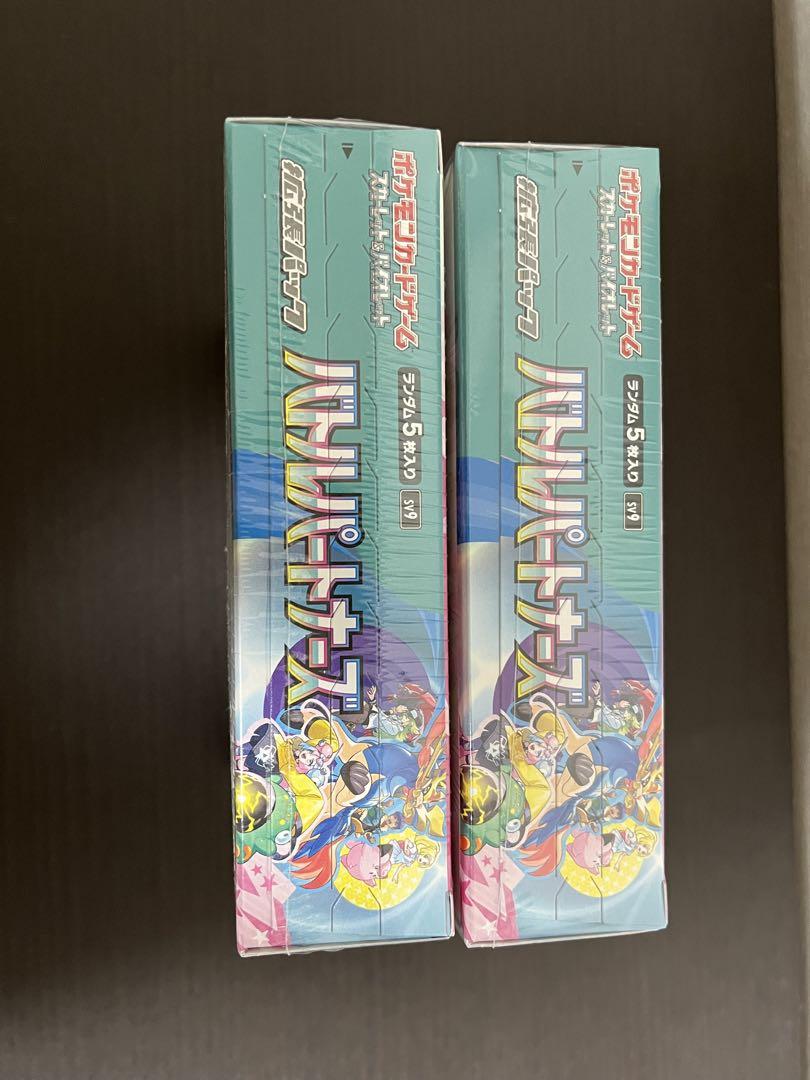 ポケモンカードゲーム
スカーレット&バイオレット
拡張パック
ランダム5枚入り SV9
バトルパートナーズ
ポケモンカードゲーム
スカーレット&バイオレット
拡張パック
ランダム5枚入り SV9
バトルパートナーズ